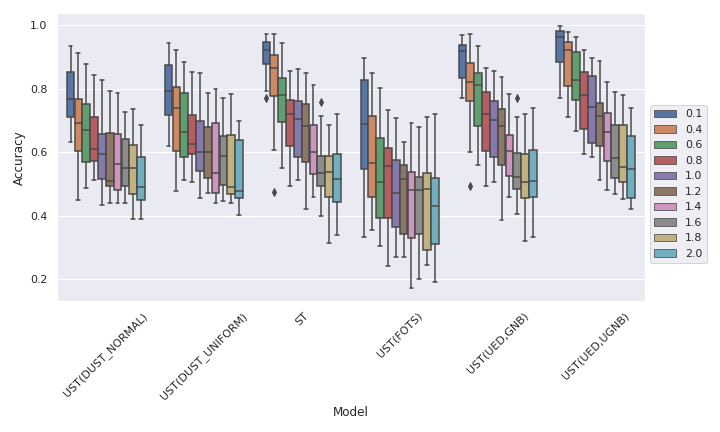 1.0
0.8
0.6
0.4
0.2
Accuracy
UST(DUST_NORMAL)
UST(DUST_UNIFORM)
ST
UST(FOTS)
UST(UED,GNB)
UST(UED,UGNB)
Model
0.1
0.4
0.6
0.8
1.0
1.2
1.4
1.6
1.8
2.0